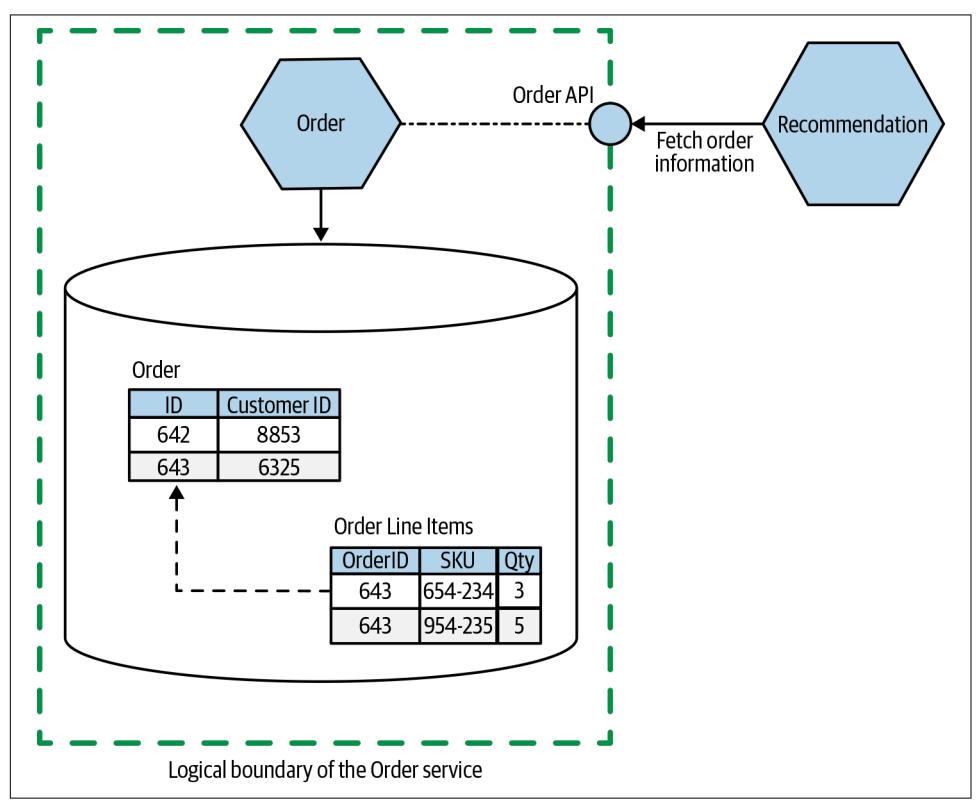 Order
Order API
Fetch order
information
Recommendation
Order
ID Customer ID
642 8853
643 6325
Order Line Items
OrderID SKU Qty
643 654-234 3
643 954-235 5
Logical boundary of the Order service